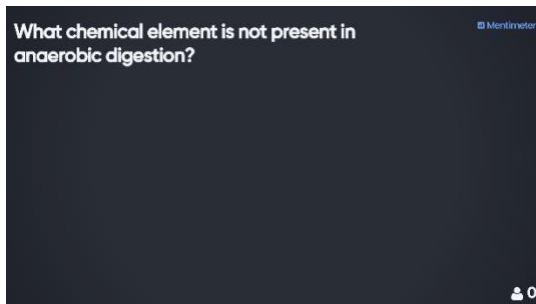 What chemical element is not present in
anaerobic digestion?
Mentimeter
0